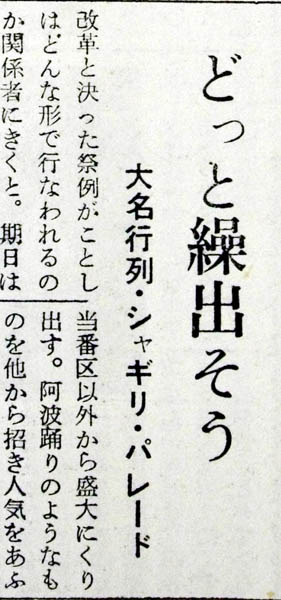 どっと繰出そう
大名行列・シャギリ・パレード
改革と決った祭例がことし
はどんな形で行なわれるの
か関係者にきくと。期日は
当番区以外から盛大にくり
出す。阿波踊りのようなも
のを他から招き人気をあふ